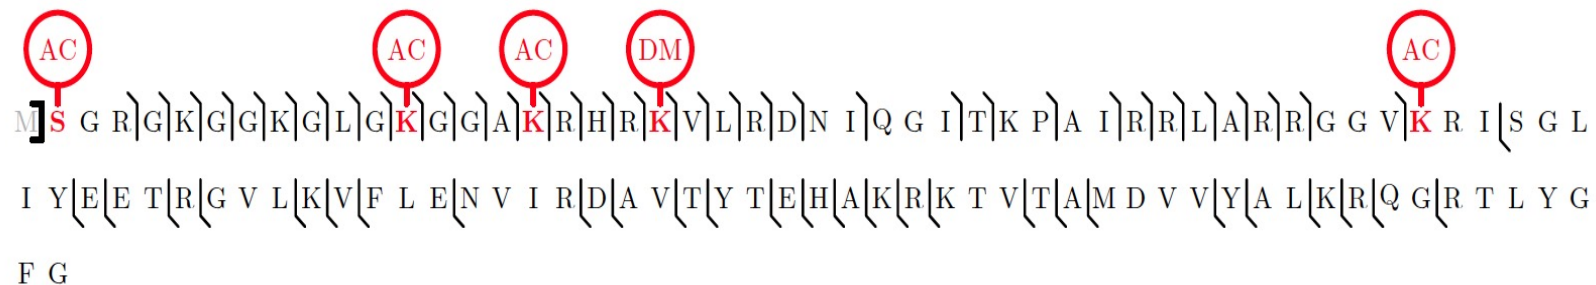 AC AC AC DM AC
M S G R G K G G K G L G K G G A K R H R K V L R D N I Q G I T K P A I R R L A R R G G V K R I S G L
I Y E E T R G V L K V F L E N V I R D A V T Y T E H A K R K T V T A M D V V Y A L K R Q G R T L Y G
F G